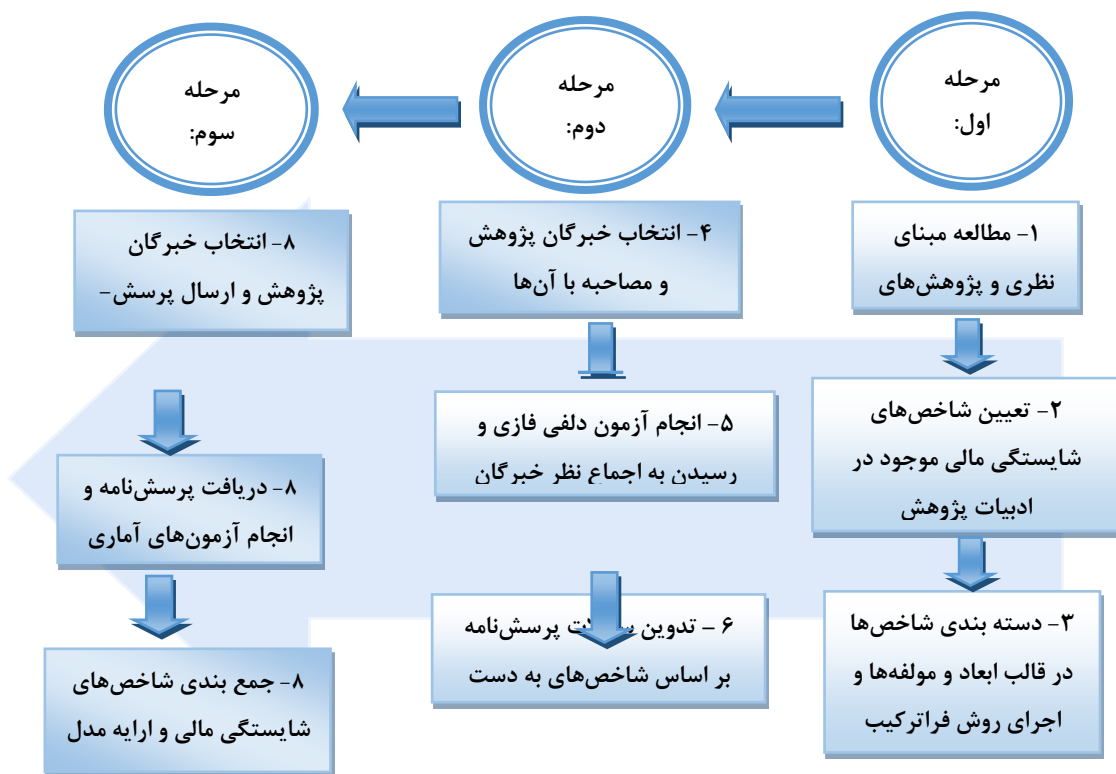 مرحله
اول:
مرحله
دوم:
مرحله
سوم:
۱- مطالعه مبنای
نظری و پژوهش‌های
۲- تعیین شاخص‌های
شایستگی مالی موجود در
ادبیات پژوهش
۳- دسته بندی شاخص‌ها
در قالب ابعاد و مولفه‌ها و
اجرای روش فراترکیب
۴- انتخاب خبرگان پژوهش
و مصاحبه با آن‌ها
۵- انجام آزمون دلفی فازی و
رسیدن به اجماع نظر خبرگان
۶ – تدوین پرسش‌نامه
بر اساس شاخص‌های به دست
۸- انتخاب خبرگان
پژوهش و ارسال پرسش-
۸- دریافت پرسش‌نامه و
انجام آزمون‌های آماری
۸- جمع بندی شاخص‌های
شایستگی مالی و ارایه مدل